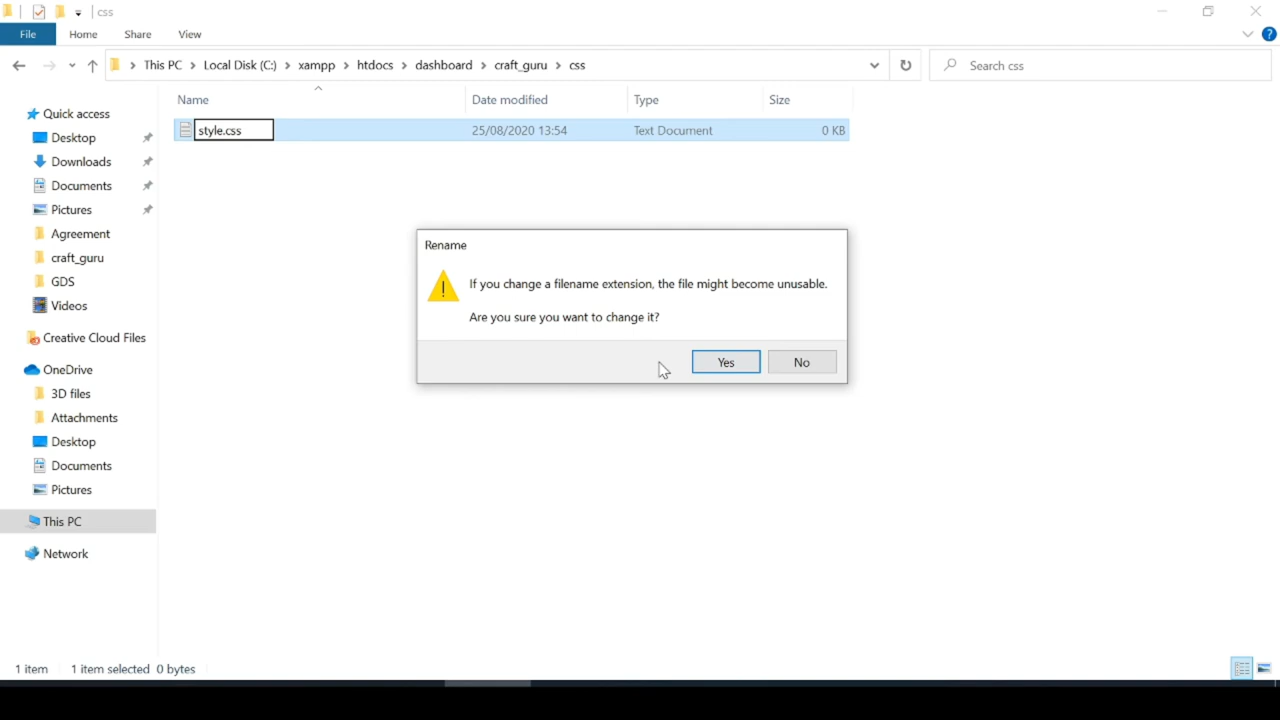 css
File Home Share View
This PC Local Disk (C:) xampp htdocs dashboard craft_guru css Search css
Name Date modified Type Size
style.css 25/08/2020 13:54 Text Document 0 KB
Quick access
Desktop
Downloads
Documents
Pictures
Agreement
craft_guru
GDS
Videos
Creative Cloud Files
OneDrive
3D files
Attachments
Desktop
Documents
Pictures
This PC
Network
Rename
If you change a filename extension, the file might become unusable.
Are you sure you want to change it?
Yes No
1 item 1 item selected 0 bytes